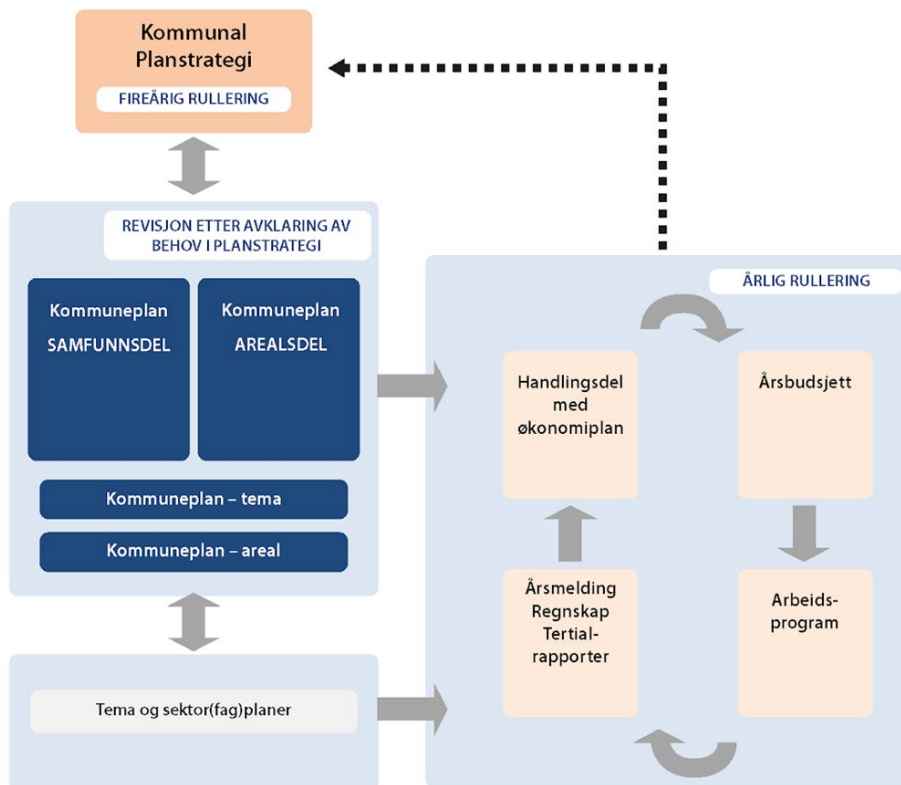 Kommunal
Planstrategi
FIREÅRIG RULLERING
REVISJON ETTER AVKLARING AV
BEHOV I PLANSTRATEGI
Kommuneplan
SAMFUNNSDEL
Kommuneplan
AREALSDEL
Kommuneplan – tema
Kommuneplan – areal
Tema og sektor(fag)planer
ÅRLIG RULLERING
Handlingsdel
med
økonomiplan
Årsbudsjett
Årsmelding
Regnskap
Tertial-
rapporter
Arbeids-
program